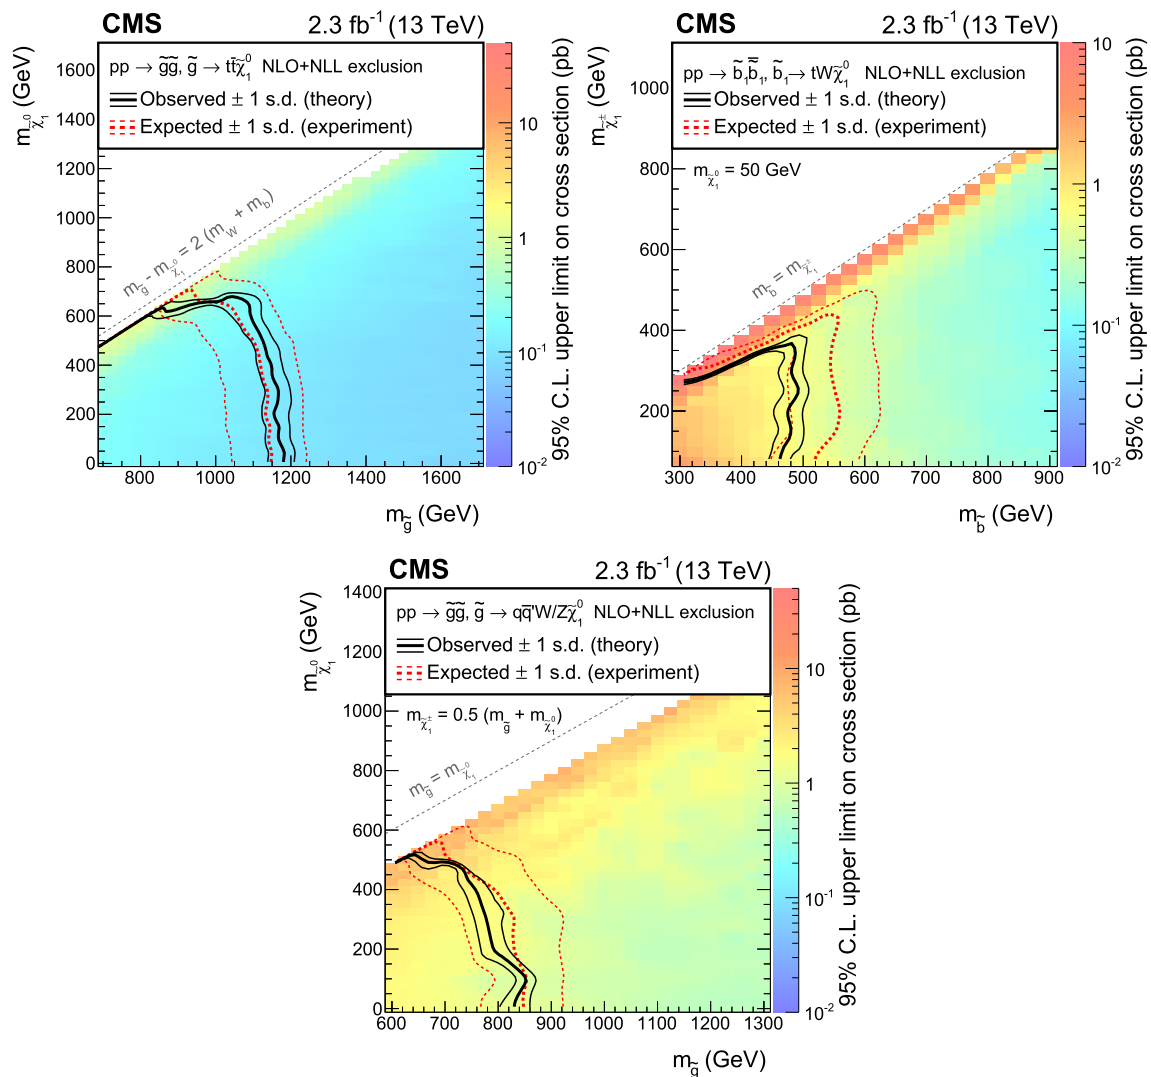 CMS 2.3 fb⁻¹ (13 TeV)
pp → g̃g̃, g̃ → tt̄χ̃⁰₁ NLO+NLL exclusion
Observed ± 1 s.d. (theory)
Expected ± 1 s.d. (experiment)
m_g̃ - m_χ̃⁰₁ = 2 (m_W + m_b)
m_χ̃⁰₁ (GeV)
1600
1400
1200
1000
800
600
400
200
0
800 1000 1200 1400 1600
m_g̃ (GeV)
10
1
10⁻¹
10⁻²
95% C.L. upper limit on cross section (pb)
CMS 2.3 fb⁻¹ (13 TeV)
pp → b̃₁b̃̄₁, b̃₁→ tWχ̃⁰₁ NLO+NLL exclusion
Observed ± 1 s.d. (theory)
Expected ± 1 s.d. (experiment)
m_χ̃⁰₁ = 50 GeV
m_b̃ = m_χ̃±₁
m_χ̃±₁ (GeV)
1000
800
600
400
200
300 400 500 600 700 800 900
m_b̃ (GeV)
10
1
10⁻¹
10⁻²
95% C.L. upper limit on cross section (pb)
CMS 2.3 fb⁻¹ (13 TeV)
pp → g̃g̃, g̃ → qq̄'W/Zχ̃⁰₁ NLO+NLL exclusion
Observed ± 1 s.d. (theory)
Expected ± 1 s.d. (experiment)
m_χ̃±₁ = 0.5 (m_g̃ + m_χ̃⁰₁)
m_g̃ = m_χ̃⁰₁
m_χ̃⁰₁ (GeV)
1400
1200
1000
800
600
400
200
0
600 700 800 900 1000 1100 1200 1300
m_g̃ (GeV)
10
1
10⁻¹
10⁻²
95% C.L. upper limit on cross section (pb)